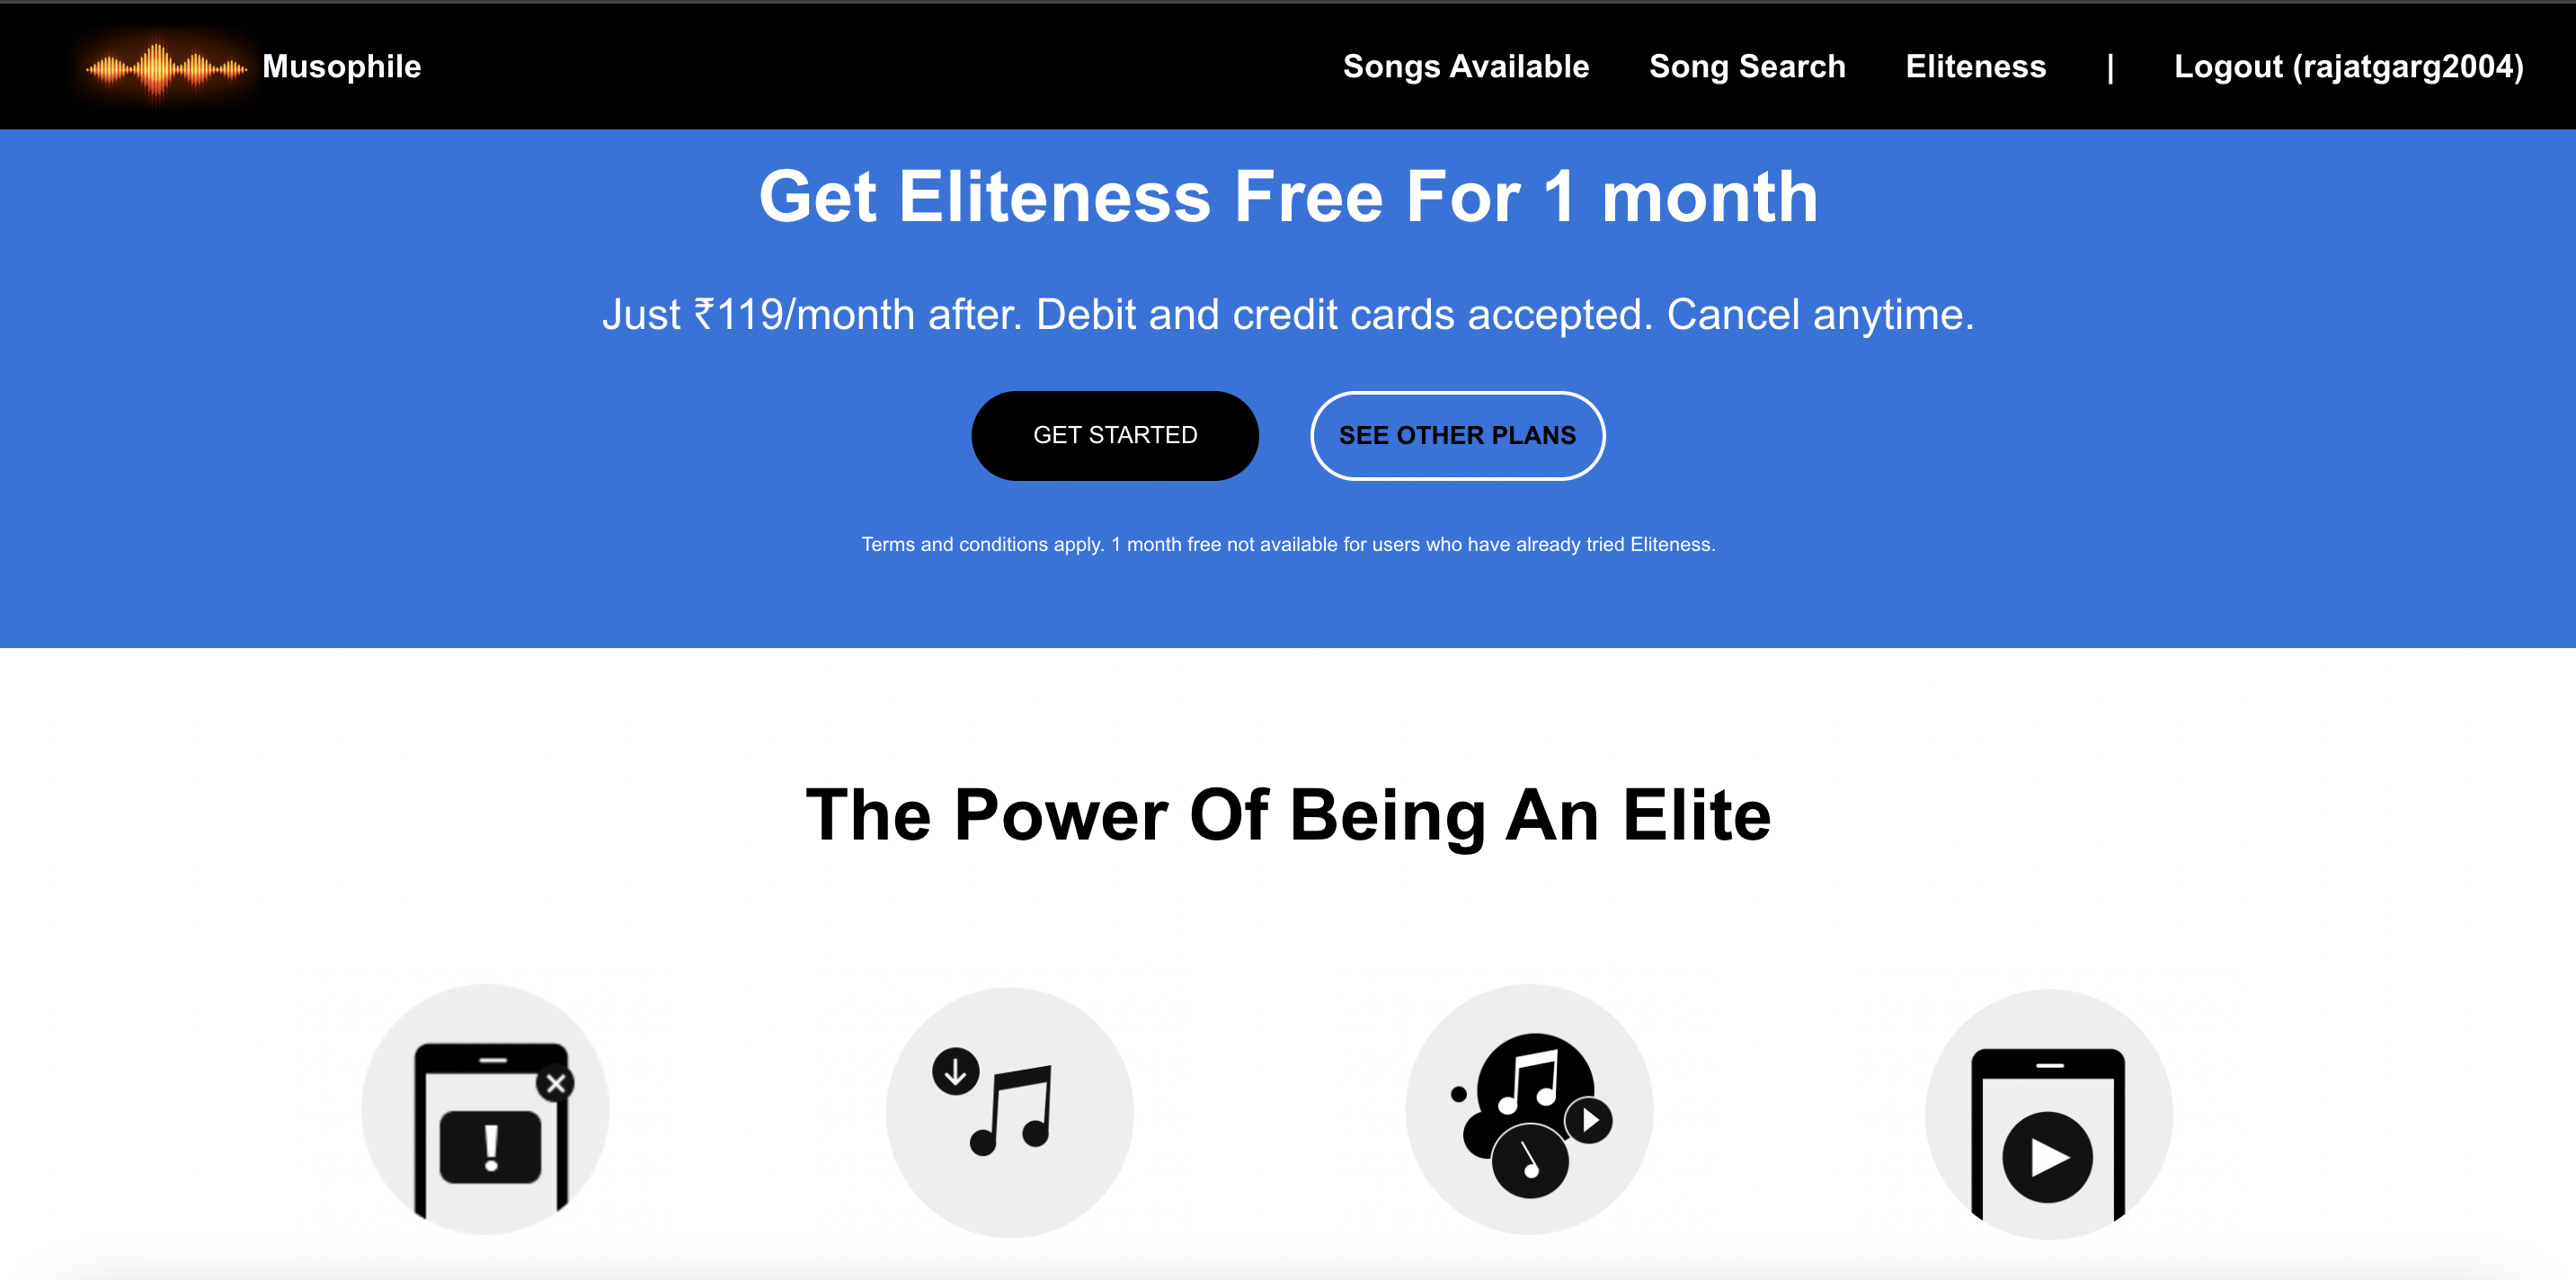 Musophile
Songs Available
Song Search
Eliteness
|
Logout (rajatgarg2004)
Get Eliteness Free For 1 month
Just ₹119/month after. Debit and credit cards accepted. Cancel anytime.
GET STARTED
SEE OTHER PLANS
Terms and conditions apply. 1 month free not available for users who have already tried Eliteness.
The Power Of Being An Elite